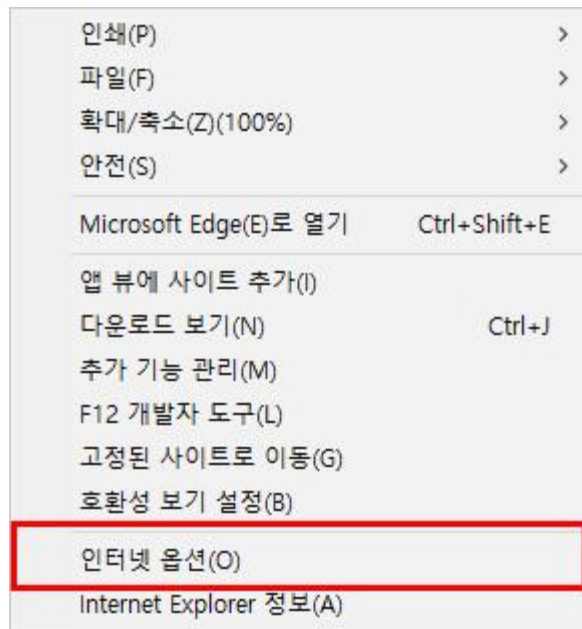 인쇄(P) >
파일(F) >
확대/축소(Z)(100%) >
안전(S) >
Microsoft Edge(E)로 열기 Ctrl+Shift+E
앱 뷰에 사이트 추가(I)
다운로드 보기(N) Ctrl+J
추가 기능 관리(M)
F12 개발자 도구(L)
고정된 사이트로 이동(G)
호환성 보기 설정(B)
인터넷 옵션(O)
Internet Explorer 정보(A)